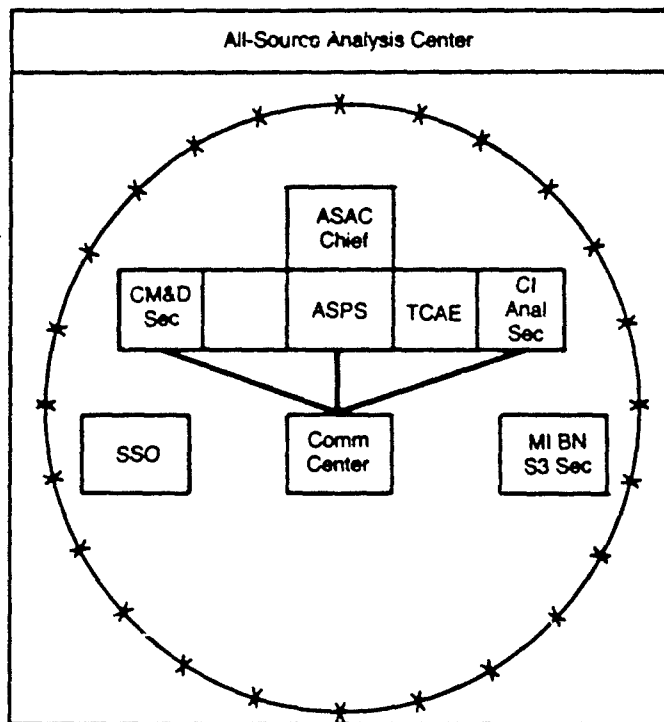 All-Source Analysis Center
ASAC
Chief
CM&D
Sec
ASPS
TCAE
CI
Anal
Sec
SSO
Comm
Center
MI BN
S3 Sec